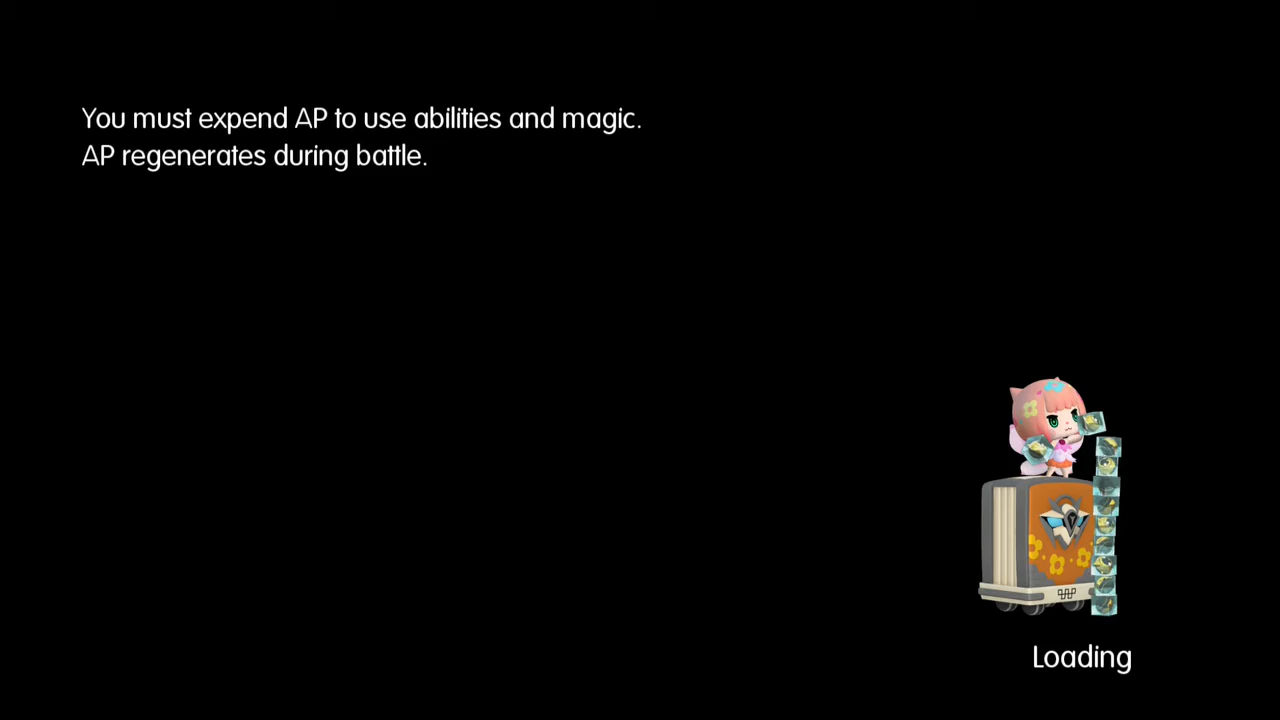 You must expend AP to use abilities and magic.
AP regenerates during battle.
Loading